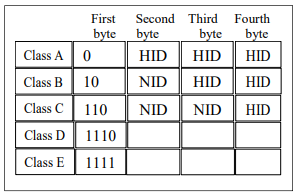 First Second Third Fourth
byte byte byte byte
Class A 0 HID HID HID
Class B 10 NID HID HID
Class C 110 NID NID HID
Class D 1110
Class E 1111